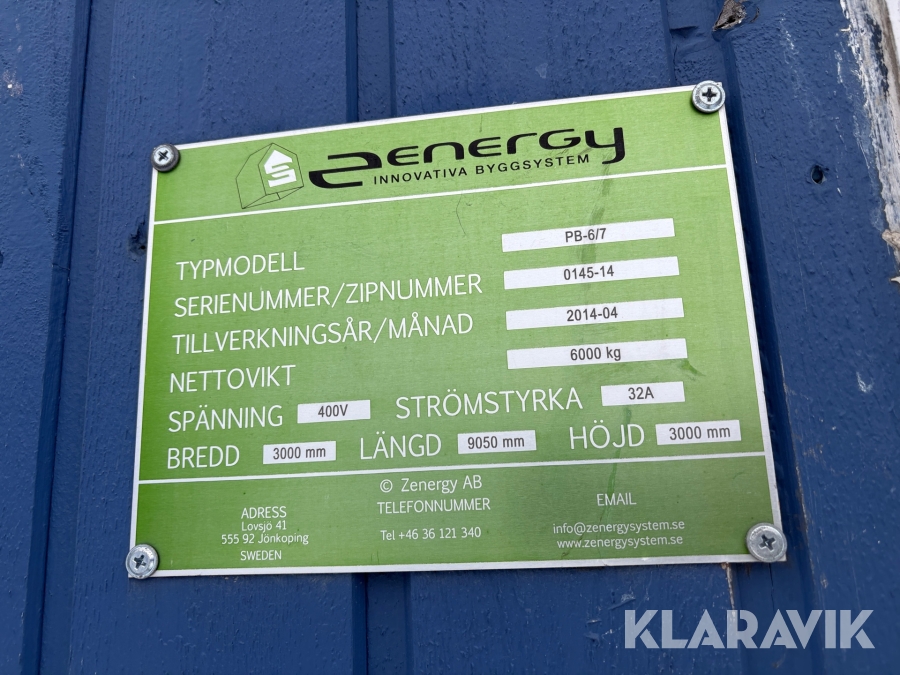 ZENERGY
INNOVATIVA BYGGSYSTEM
TYPMODELL PB-6/7
SERIENUMMER/ZIPNUMMER 0145-14
TILLVERKNINGSÅR/MÅNAD 2014-04
NETTOVIKT 6000 kg
SPÄNNING 400V STRÖMSTYRKA 32A
BREDD 3000 mm LÄNGD 9050 mm HÖJD 3000 mm
© Zenergy AB
ADRESS
Lovsjö 41
555 92 Jönkoping
SWEDEN
TELEFONNUMMER
Tel +46 36 121 340
EMAIL
info@zenergysystem.se
www.zenergysystem.se
KLARAVIK